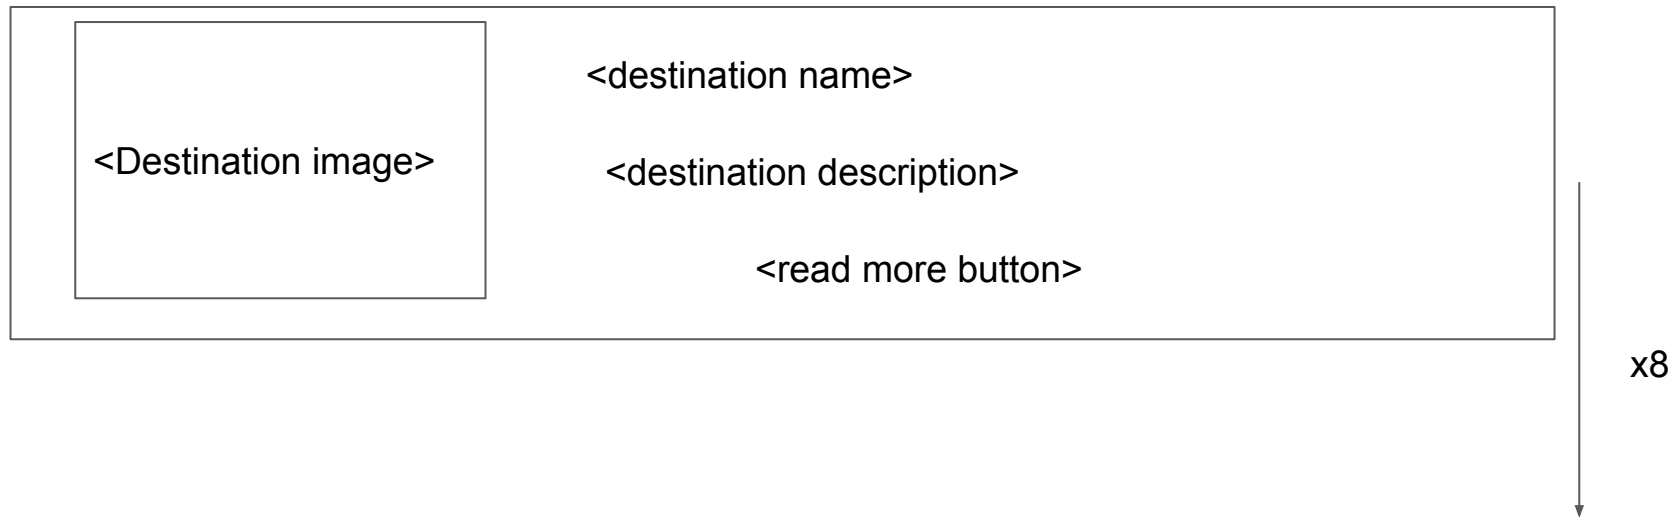 <destination name>
<Destination image>
<destination description>
<read more button>
x8